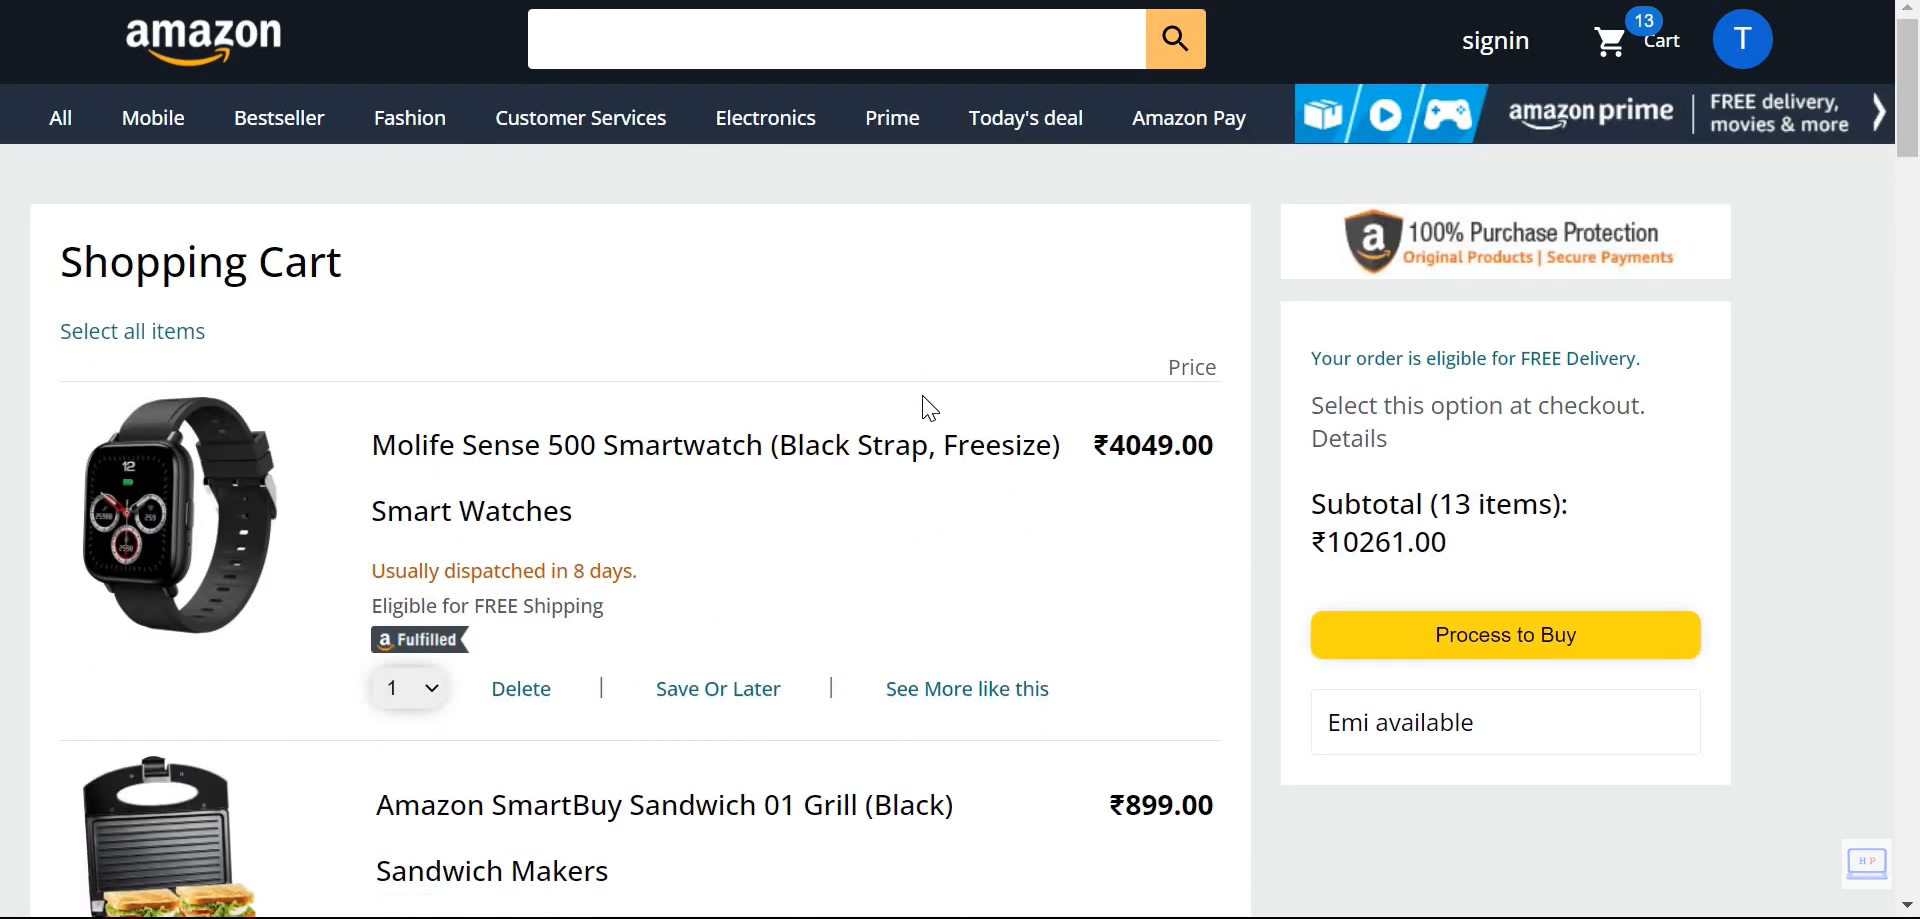 amazon
signin
13
Cart
T
All Mobile Bestseller Fashion Customer Services Electronics Prime Today's deal Amazon Pay
amazon prime
FREE delivery,
movies & more
Shopping Cart
Select all items
Price
Molife Sense 500 Smartwatch (Black Strap, Freesize) ₹4049.00
Smart Watches
Usually dispatched in 8 days.
Eligible for FREE Shipping
a Fulfilled
1 Delete | Save Or Later | See More like this
Amazon SmartBuy Sandwich 01 Grill (Black) ₹899.00
Sandwich Makers
a 100% Purchase Protection
Original Products | Secure Payments
Your order is eligible for FREE Delivery.
Select this option at checkout.
Details
Subtotal (13 items):
₹10261.00
Process to Buy
Emi available
H P